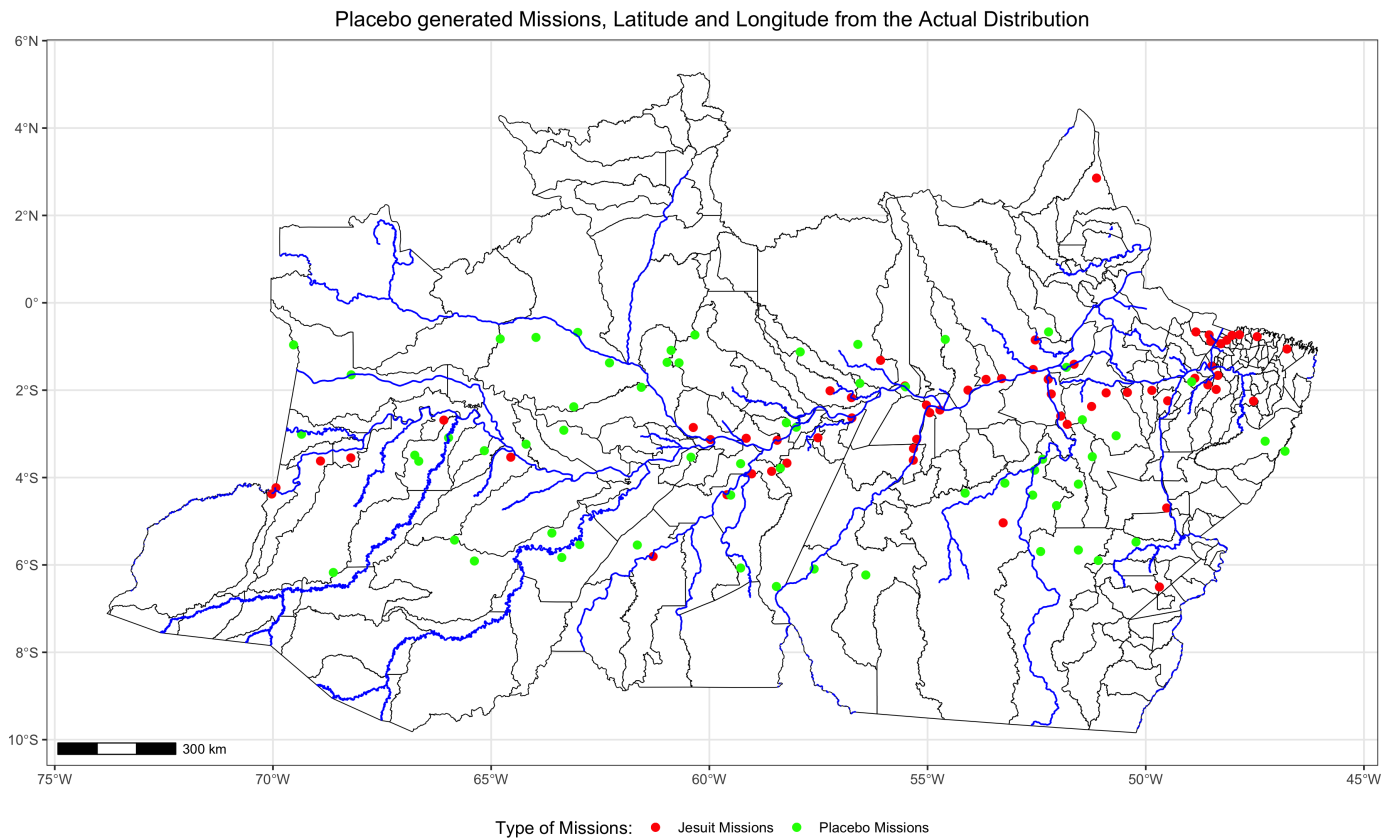 Placebo generated Missions, Latitude and Longitude from the Actual Distribution
6°N
4°N
2°N
0°
2°S
4°S
6°S
8°S
10°S
300 km
75°W 70°W 65°W 60°W 55°W 50°W 45°W
Type of Missions: Jesuit Missions Placebo Missions